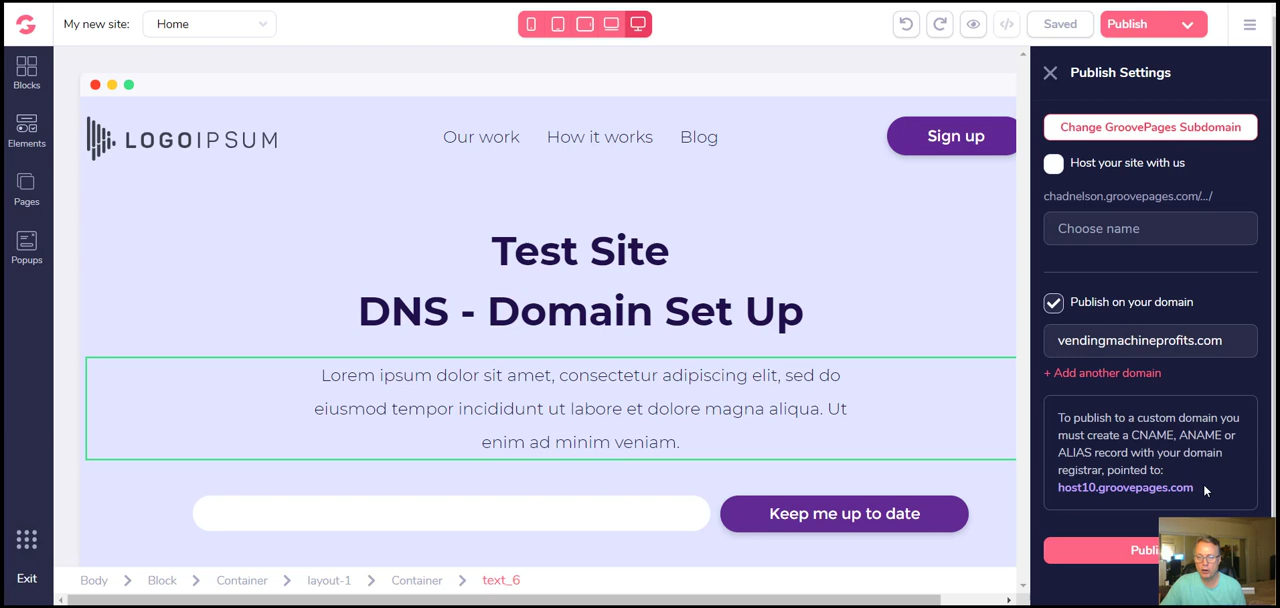 My new site:
Home
Saved
Publish
Blocks
Elements
Pages
Popups
Exit
LOGOIPSUM
Our work
How it works
Blog
Sign up
Test Site
DNS - Domain Set Up
Lorem ipsum dolor sit amet, consectetur adipiscing elit, sed do
eiusmod tempor incididunt ut labore et dolore magna aliqua. Ut
enim ad minim veniam.
Keep me up to date
Body
Block
Container
layout-1
Container
text_6
Publish Settings
Change GroovePages Subdomain
Host your site with us
chadnelson.groovepages.com/.../
Choose name
Publish on your domain
vendingmachineprofits.com
+ Add another domain
To publish to a custom domain you
must create a CNAME, ANAME or
ALIAS record with your domain
registrar, pointed to:
host10.groovepages.com